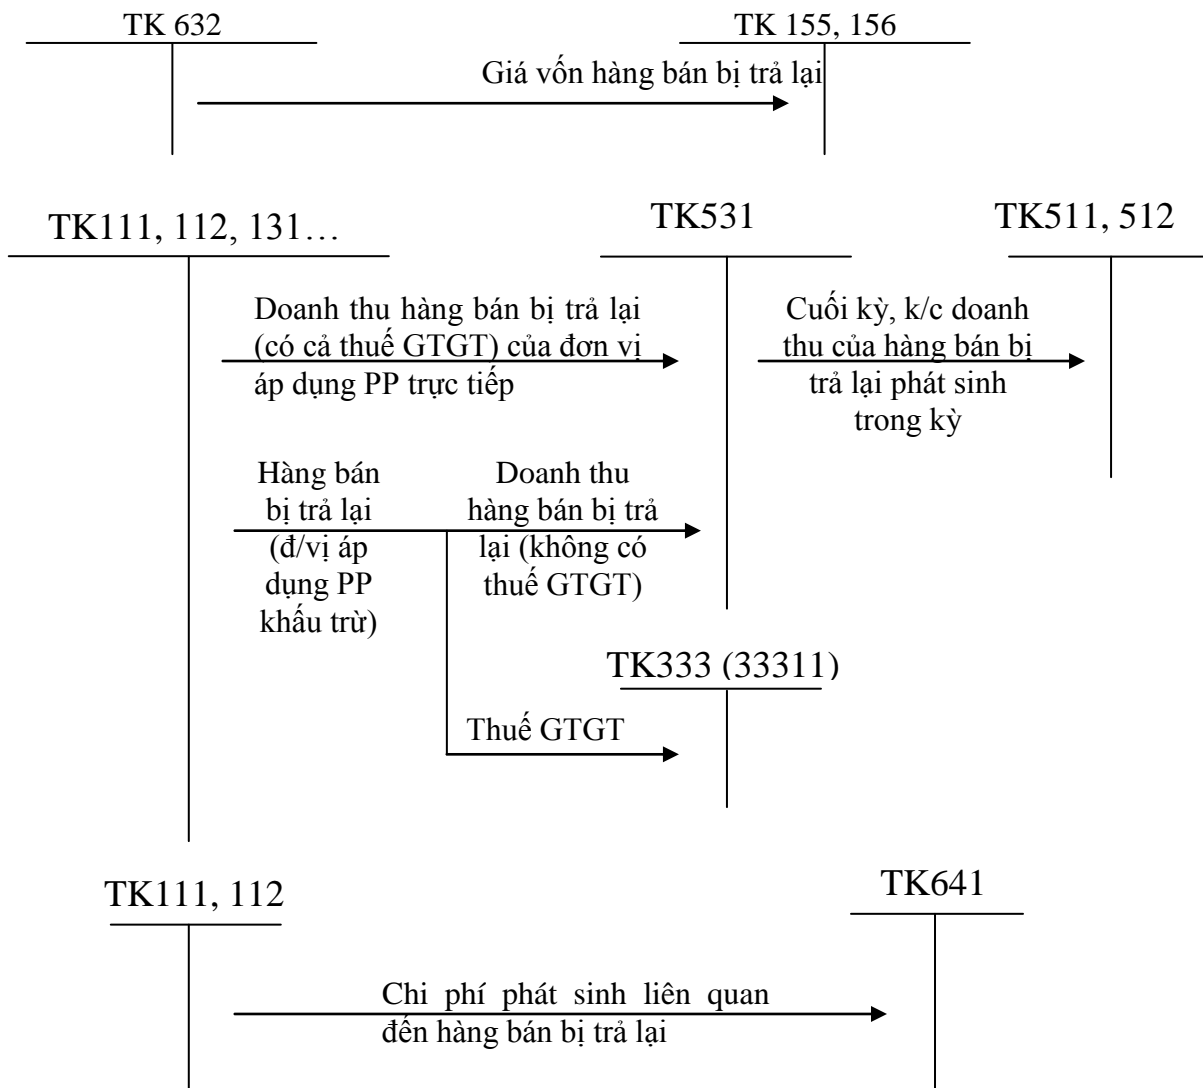 TK 632
TK 155, 156
Giá vốn hàng bán bị trả lại
TK111, 112, 131…
TK531
TK511, 512
Doanh thu hàng bán bị trả lại
(có cả thuế GTGT) của đơn vị
áp dụng PP trực tiếp
Cuối kỳ, k/c doanh
thu của hàng bán bị
trả lại phát sinh
trong kỳ
Hàng bán
bị trả lại
(đ/vị áp
dụng PP
khấu trừ)
Doanh thu
hàng bán bị trả
lại (không có
thuế GTGT)
TK333 (33311)
Thuế GTGT
TK111, 112
TK641
Chi phí phát sinh liên quan
đến hàng bán bị trả lại